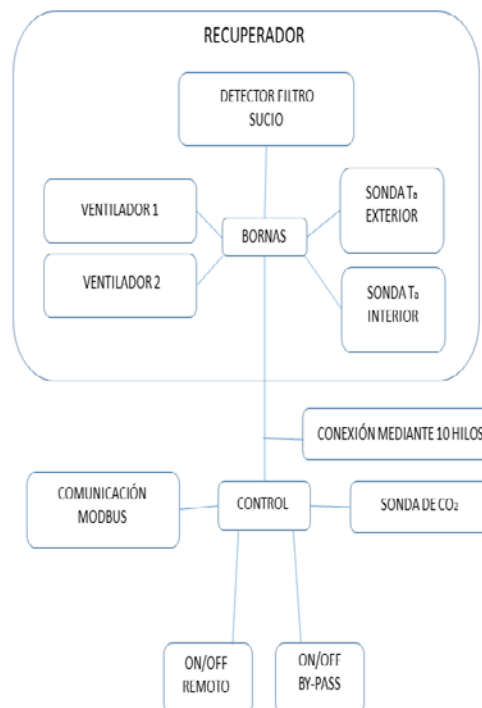 RECUPERADOR
DETECTOR FILTRO
SUCIO
VENTILADOR 1
SONDA Tª
EXTERIOR
BORNAS
VENTILADOR 2
SONDA Tª
INTERIOR
CONEXIÓN MEDIANTE 10 HILOS
COMUNICACIÓN
MODBUS
CONTROL
SONDA DE CO₂
ON/OFF
REMOTO
ON/OFF
BY-PASS